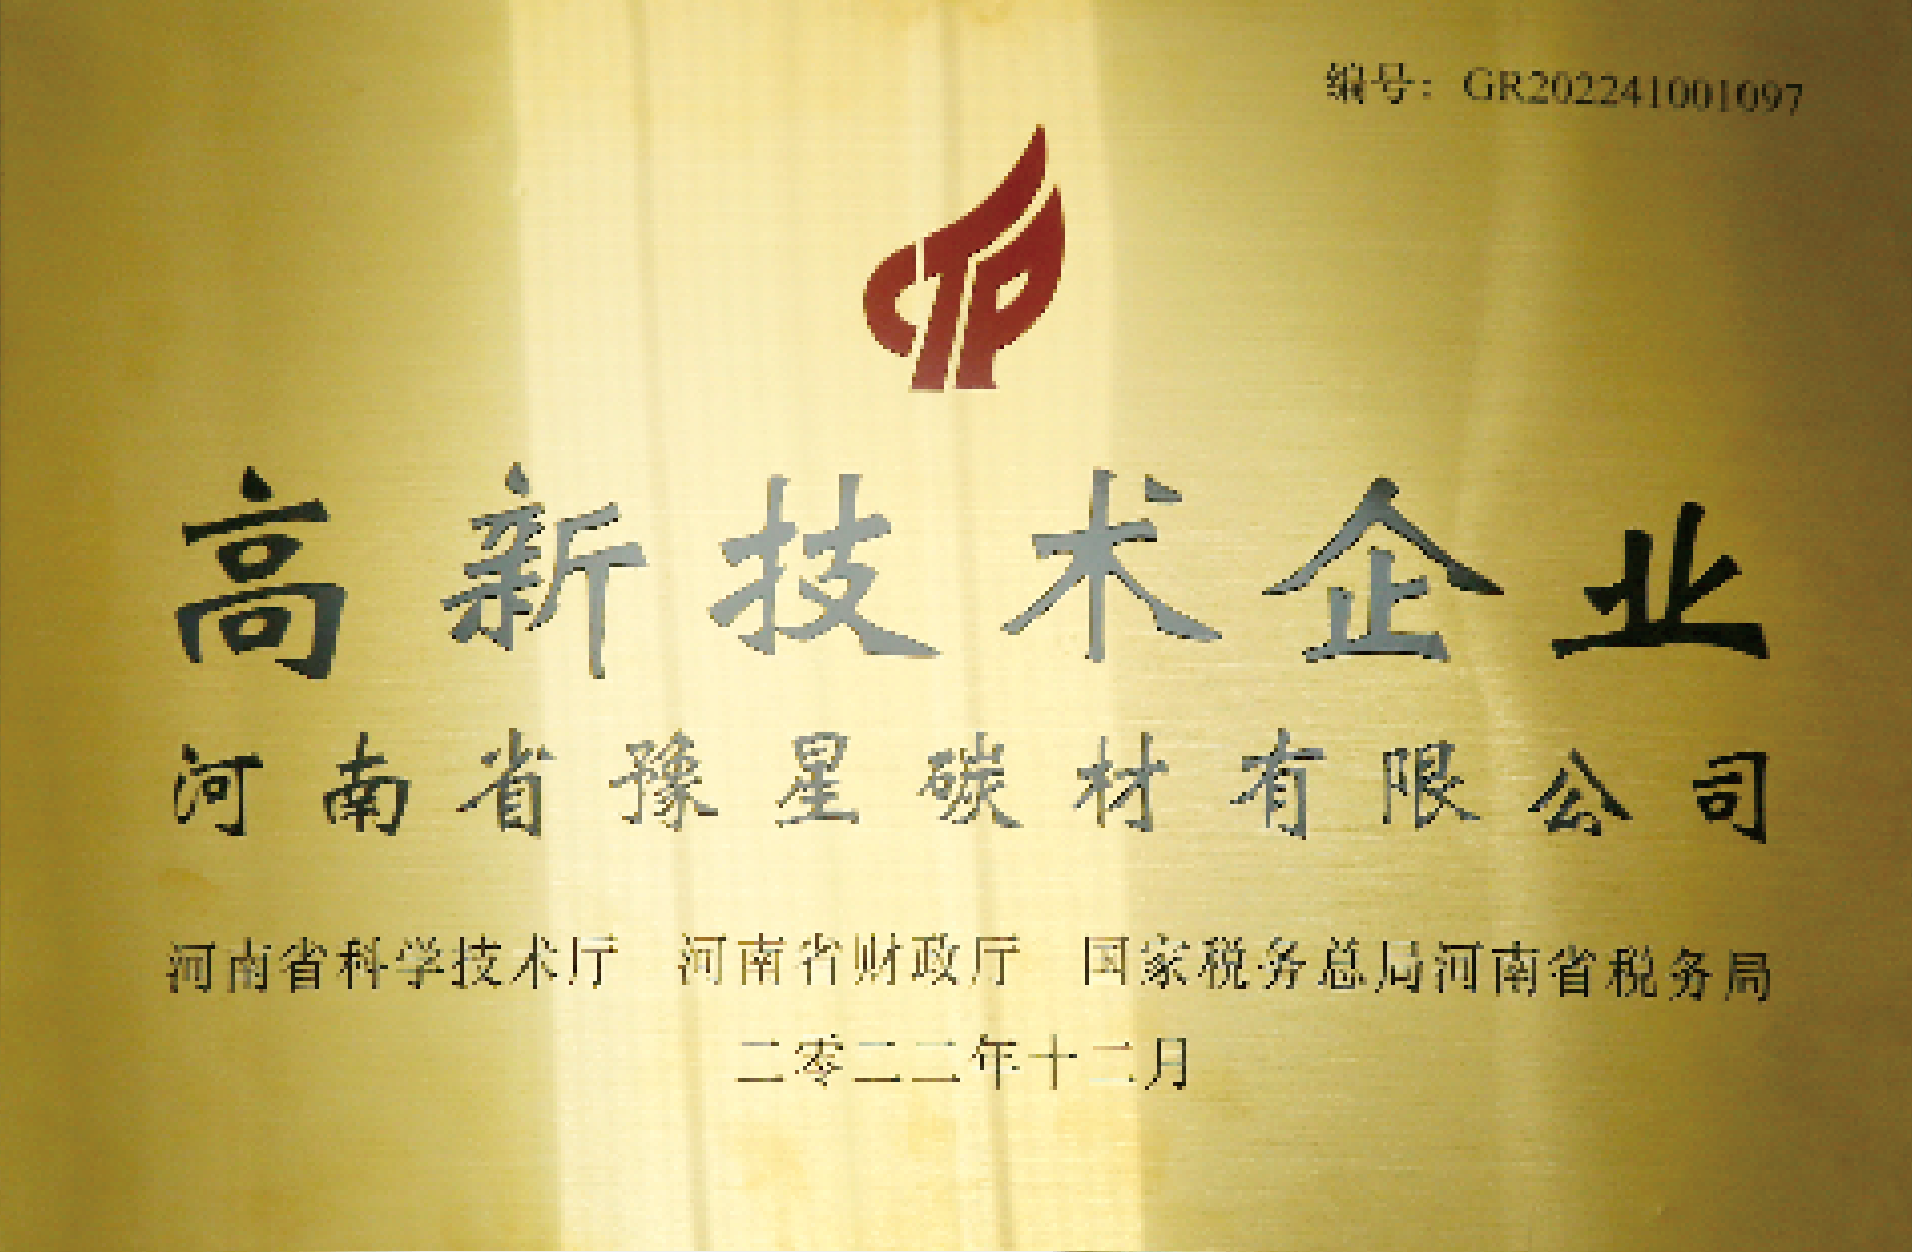 编号：GR202241001097
CTP
高新技术企业
河南省豫星碳材有限公司
河南省科学技术厅 河南省财政厅 国家税务总局河南省税务局
二零二二年十二月